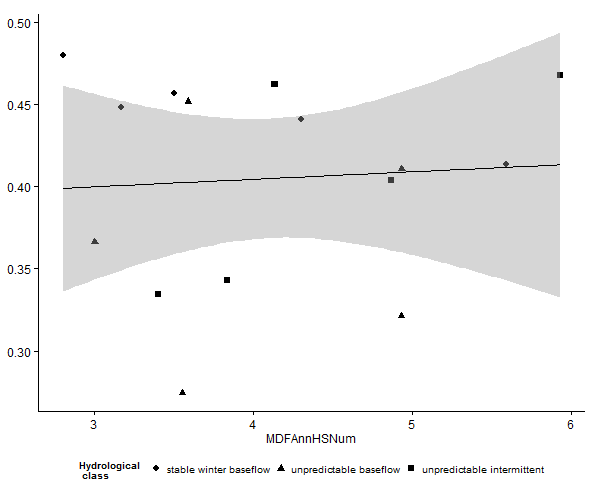 0.50
0.45
0.40
0.35
0.30
3 4 5 6
MDFAnnHSNum
Hydrological
class
stable winter baseflow unpredictable baseflow unpredictable intermittent